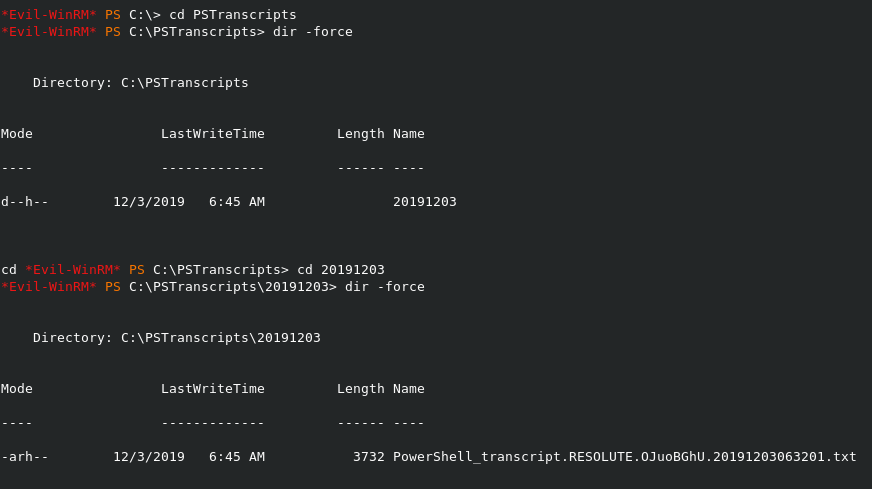 *Evil-WinRM* PS C:\> cd PSTranscripts
*Evil-WinRM* PS C:\PSTranscripts> dir -force
Directory: C:\PSTranscripts
Mode                LastWriteTime         Length Name
----                -------------         ------ ----
d--h--        12/3/2019   6:45 AM                20191203
cd *Evil-WinRM* PS C:\PSTranscripts> cd 20191203
*Evil-WinRM* PS C:\PSTranscripts\20191203> dir -force
Directory: C:\PSTranscripts\20191203
Mode                LastWriteTime         Length Name
----                -------------         ------ ----
-arh--        12/3/2019   6:45 AM           3732 PowerShell_transcript.RESOLUTE.OJuoBGhU.20191203063201.txt